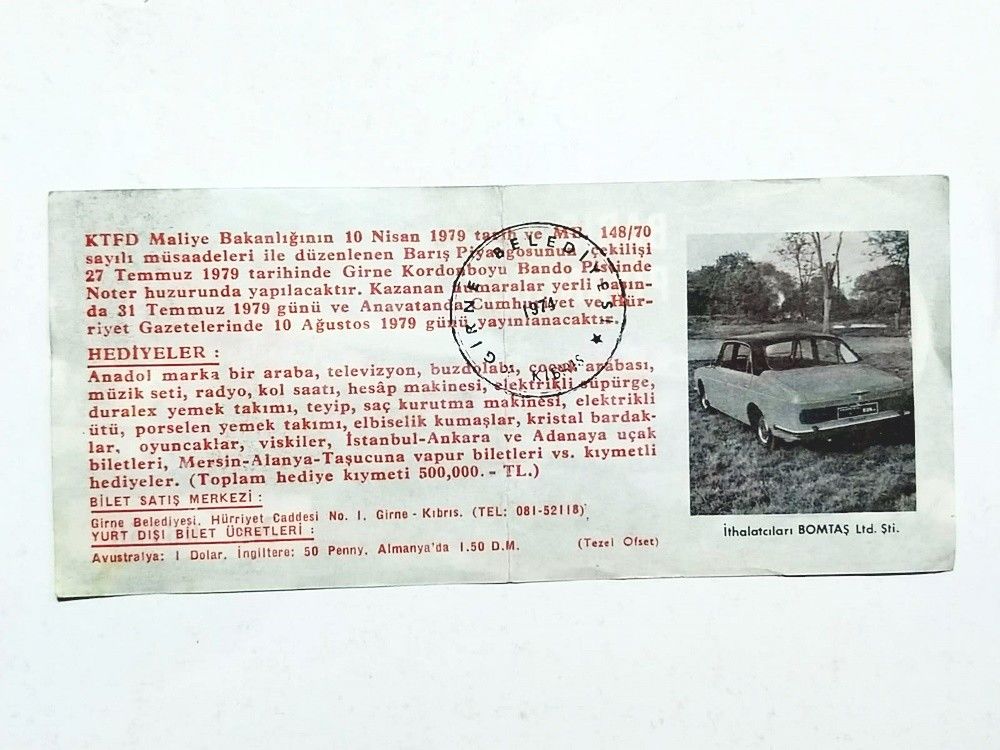 KTFD Maliye Bakanlığının 10 Nisan 1979 tarih ve MB. 148/70
sayılı müsaadeleri ile düzenlenen Barış Piyangosunun çekilişi
27 Temmuz 1979 tarihinde Girne Kordonboyu Bando Pistinde
Noter huzurunda yapılacaktır. Kazanan numaralar yerli basın-
da 31 Temmuz 1979 günü ve Anavatanda Cumhuriyet ve Hür-
riyet Gazetelerinde 10 Ağustos 1979 günü yayınlanacaktır.
HEDİYELER :
Anadol marka bir araba, televizyon, buzdolabı, çocuk arabası,
müzik seti, radyo, kol saatı, hesâp makinesi, elektrikli süpürge,
duralex yemek takımı, teyip, saç kurutma makinesi, elektrikli
ütü, porselen yemek takımı, elbiselik kumaşlar, kristal bardak-
lar, oyuncaklar, viskiler, İstanbul-Ankara ve Adanaya uçak
biletleri, Mersin-Alanya-Taşucuna vapur biletleri vs. kıymetli
hediyeler. (Toplam hediye kıymeti 500,000.- TL.)
BİLET SATIŞ MERKEZİ :
Girne Belediyesi, Hürriyet Caddesi No. 1, Girne - Kıbrıs. (TEL: 081-52118)
YURT DIŞI BİLET ÜCRETLERİ :
Avustralya: 1 Dolar, İngiltere: 50 Penny, Almanya'da 1.50 D.M.
(Tezel Ofset)
GİRNE BELEDİYESİ
1974
KIBRIS
İthalatcıları BOMTAŞ Ltd. Şti.